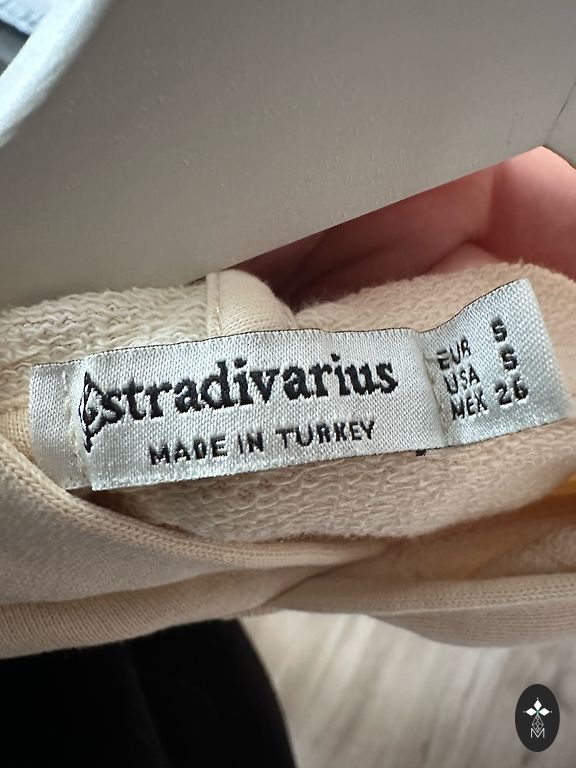 stradivarius
MADE IN TURKEY
EUR S
USA S
MEX 26
M